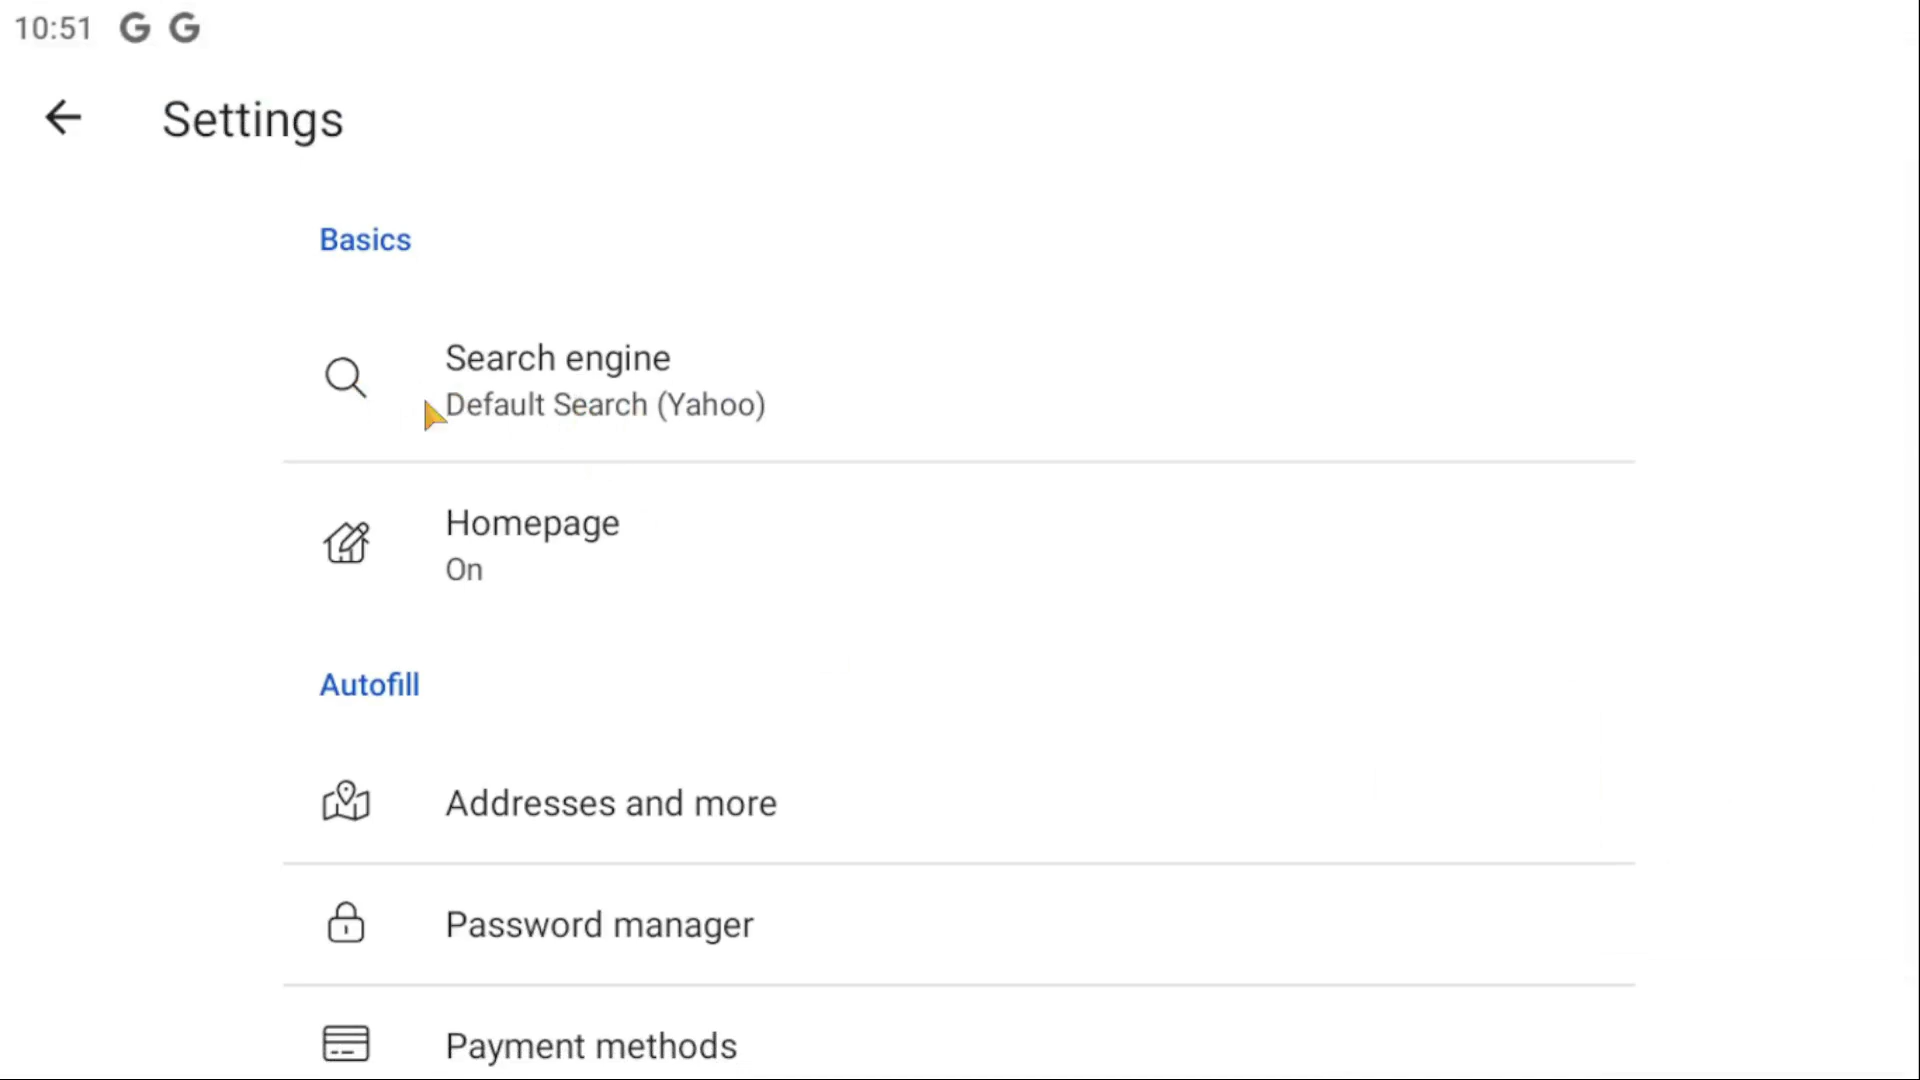 10:51 G G
Settings
Basics
Search engine
Default Search (Yahoo)
Homepage
On
Autofill
Addresses and more
Password manager
Payment methods